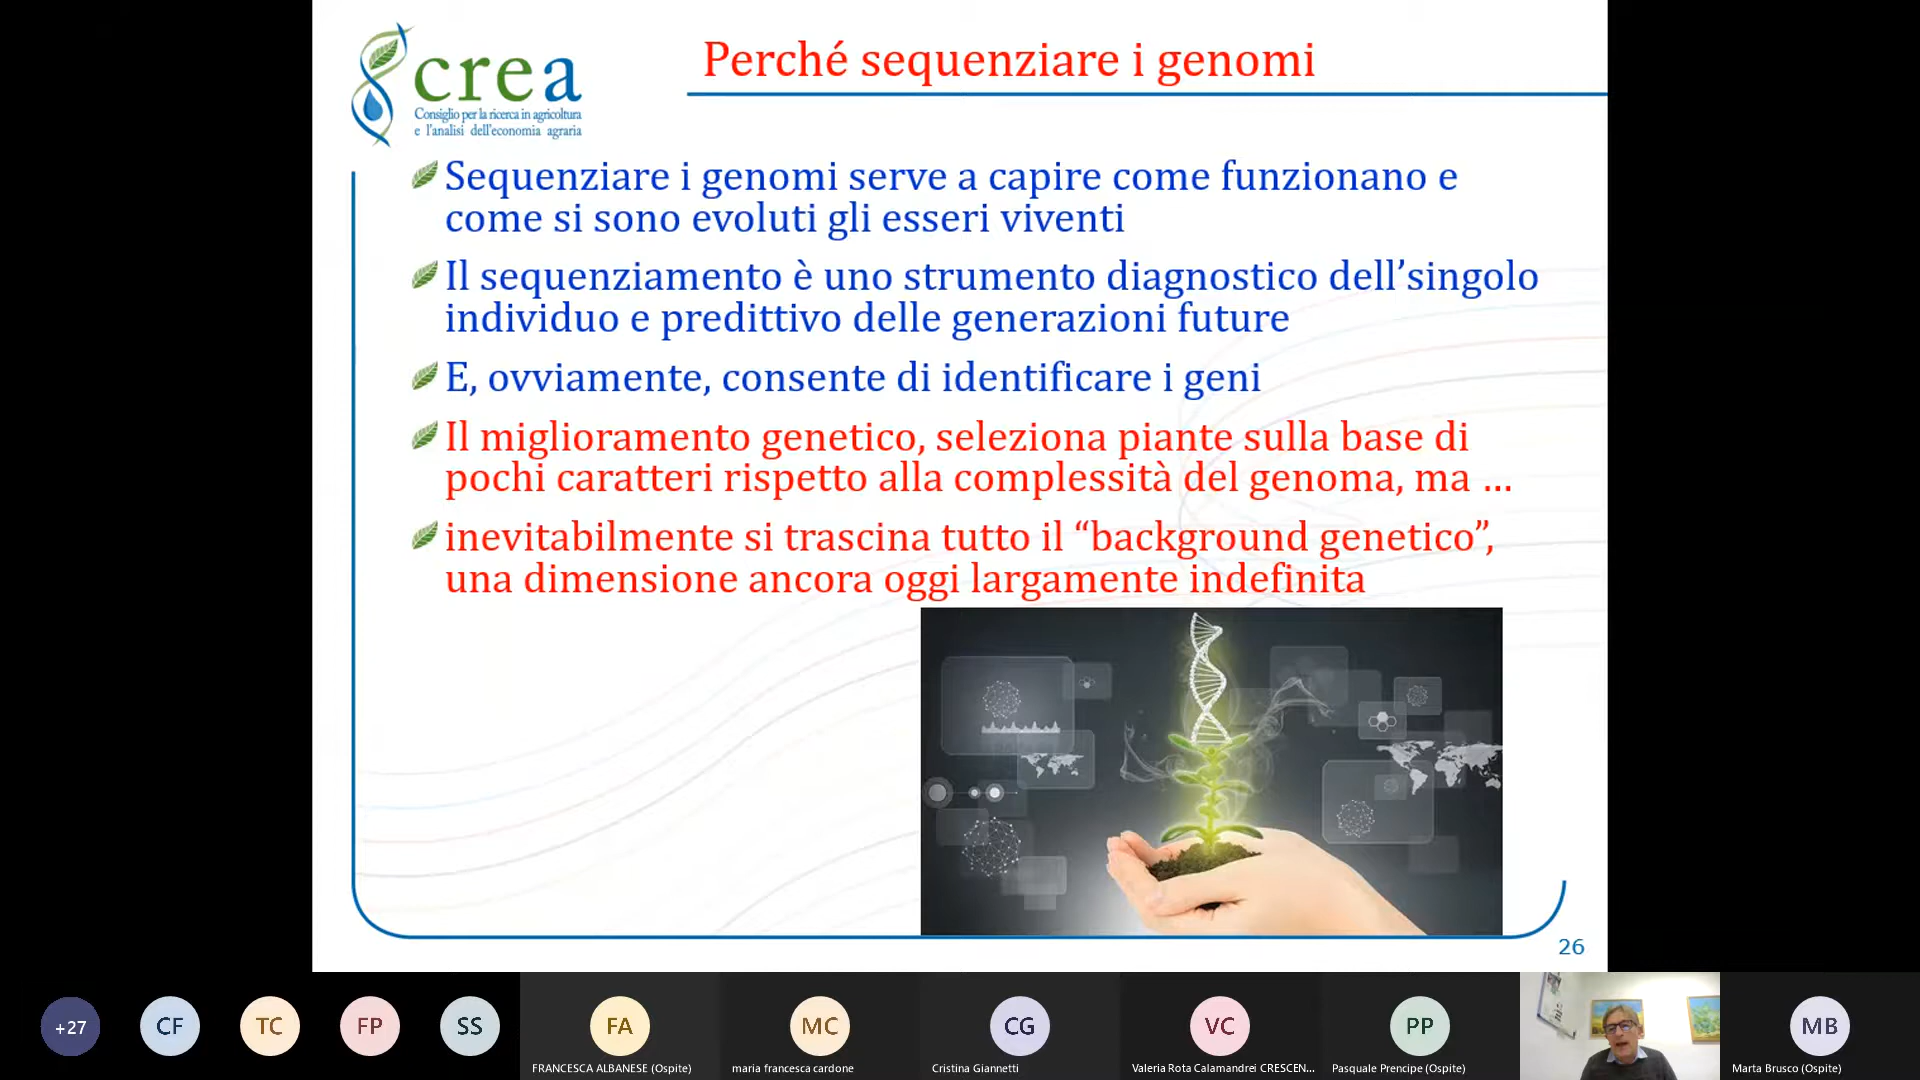 crea
Consiglio per la ricerca in agricoltura
e l'analisi dell'economia agraria
Perché sequenziare i genomi
Sequenziare i genomi serve a capire come funzionano e
come si sono evoluti gli esseri viventi
Il sequenziamento è uno strumento diagnostico dell’singolo
individuo e predittivo delle generazioni future
E, ovviamente, consente di identificare i geni
Il miglioramento genetico, seleziona piante sulla base di
pochi caratteri rispetto alla complessità del genoma, ma ...
inevitabilmente si trascina tutto il “background genetico”,
una dimensione ancora oggi largamente indefinita
26
+27
CF
TC
FP
SS
FA
MC
CG
VC
PP
MB
FRANCESCA ALBANESE (Ospite)
maria francesca cardone
Cristina Giannetti
Valeria Rota Calamandrei CRESCEN...
Pasquale Prencipe (Ospite)
Marta Brusco (Ospite)